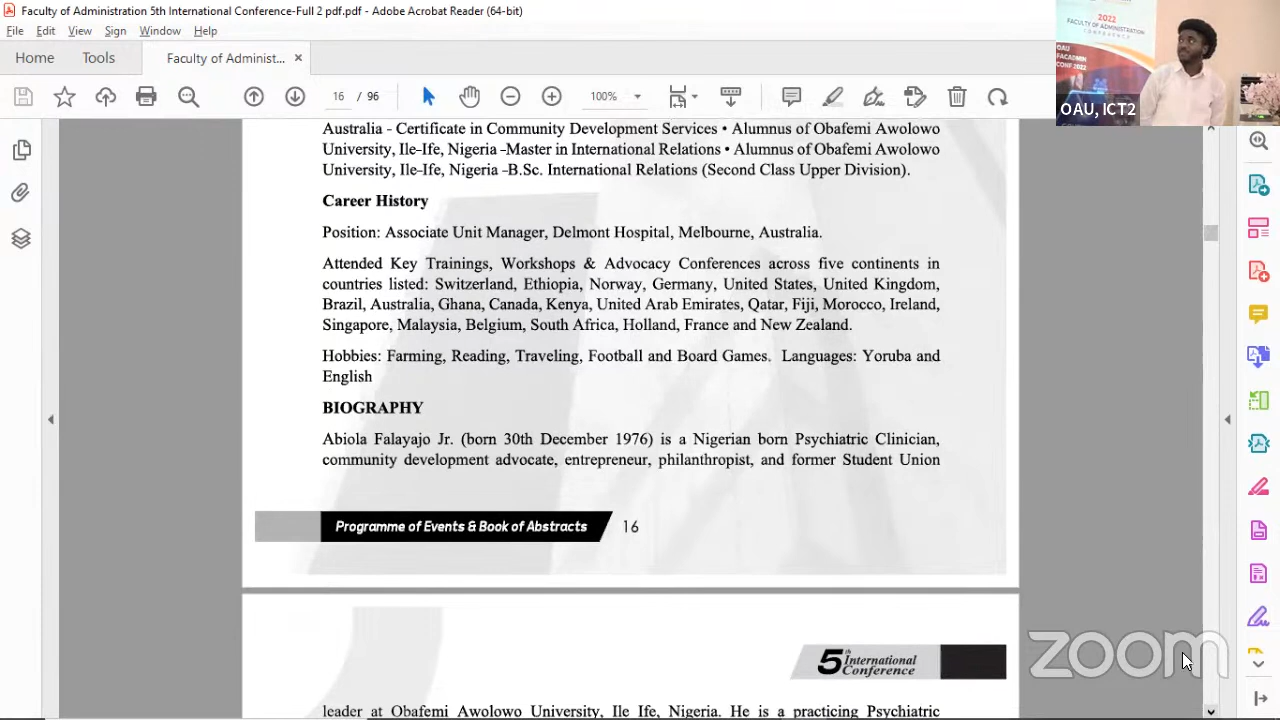 Faculty of Administration 5th International Conference-Full 2 pdf.pdf - Adobe Acrobat Reader (64-bit)
File Edit View Sign Window Help
Home Tools Faculty of Administ... ×
16 96 100%
2022
FACULTY OF ADMINISTRATION
CONFERENCE
OAU
FACADMIN
CONF 2022
OAU, ICT2
Australia - Certificate in Community Development Services • Alumnus of Obafemi Awolowo
University, Ile-Ife, Nigeria -Master in International Relations • Alumnus of Obafemi Awolowo
University, Ile-Ife, Nigeria -B.Sc. International Relations (Second Class Upper Division).
Career History
Position: Associate Unit Manager, Delmont Hospital, Melbourne, Australia.
Attended Key Trainings, Workshops & Advocacy Conferences across five continents in
countries listed: Switzerland, Ethiopia, Norway, Germany, United States, United Kingdom,
Brazil, Australia, Ghana, Canada, Kenya, United Arab Emirates, Qatar, Fiji, Morocco, Ireland,
Singapore, Malaysia, Belgium, South Africa, Holland, France and New Zealand.
Hobbies: Farming, Reading, Traveling, Football and Board Games. Languages: Yoruba and
English
BIOGRAPHY
Abiola Falayajo Jr. (born 30th December 1976) is a Nigerian born Psychiatric Clinician,
community development advocate, entrepreneur, philanthropist, and former Student Union
Programme of Events & Book of Abstracts 16
5th International
Conference
zoom
leader at Obafemi Awolowo University, Ile Ife, Nigeria. He is a practicing Psychiatric